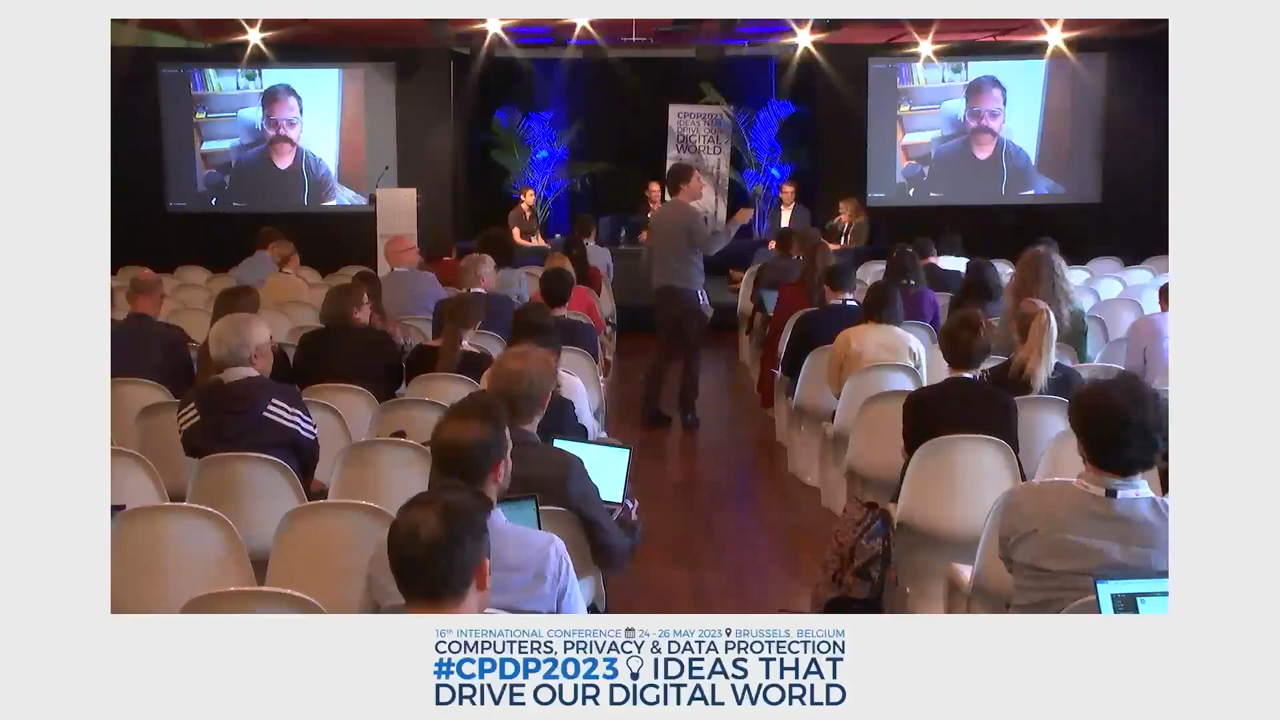 CPDP2023
IDEAS THAT
DRIVE OUR
DIGITAL
WORLD
16th INTERNATIONAL CONFERENCE 24 - 26 MAY 2023 BRUSSELS, BELGIUM
COMPUTERS, PRIVACY & DATA PROTECTION
#CPDP2023 IDEAS THAT
DRIVE OUR DIGITAL WORLD